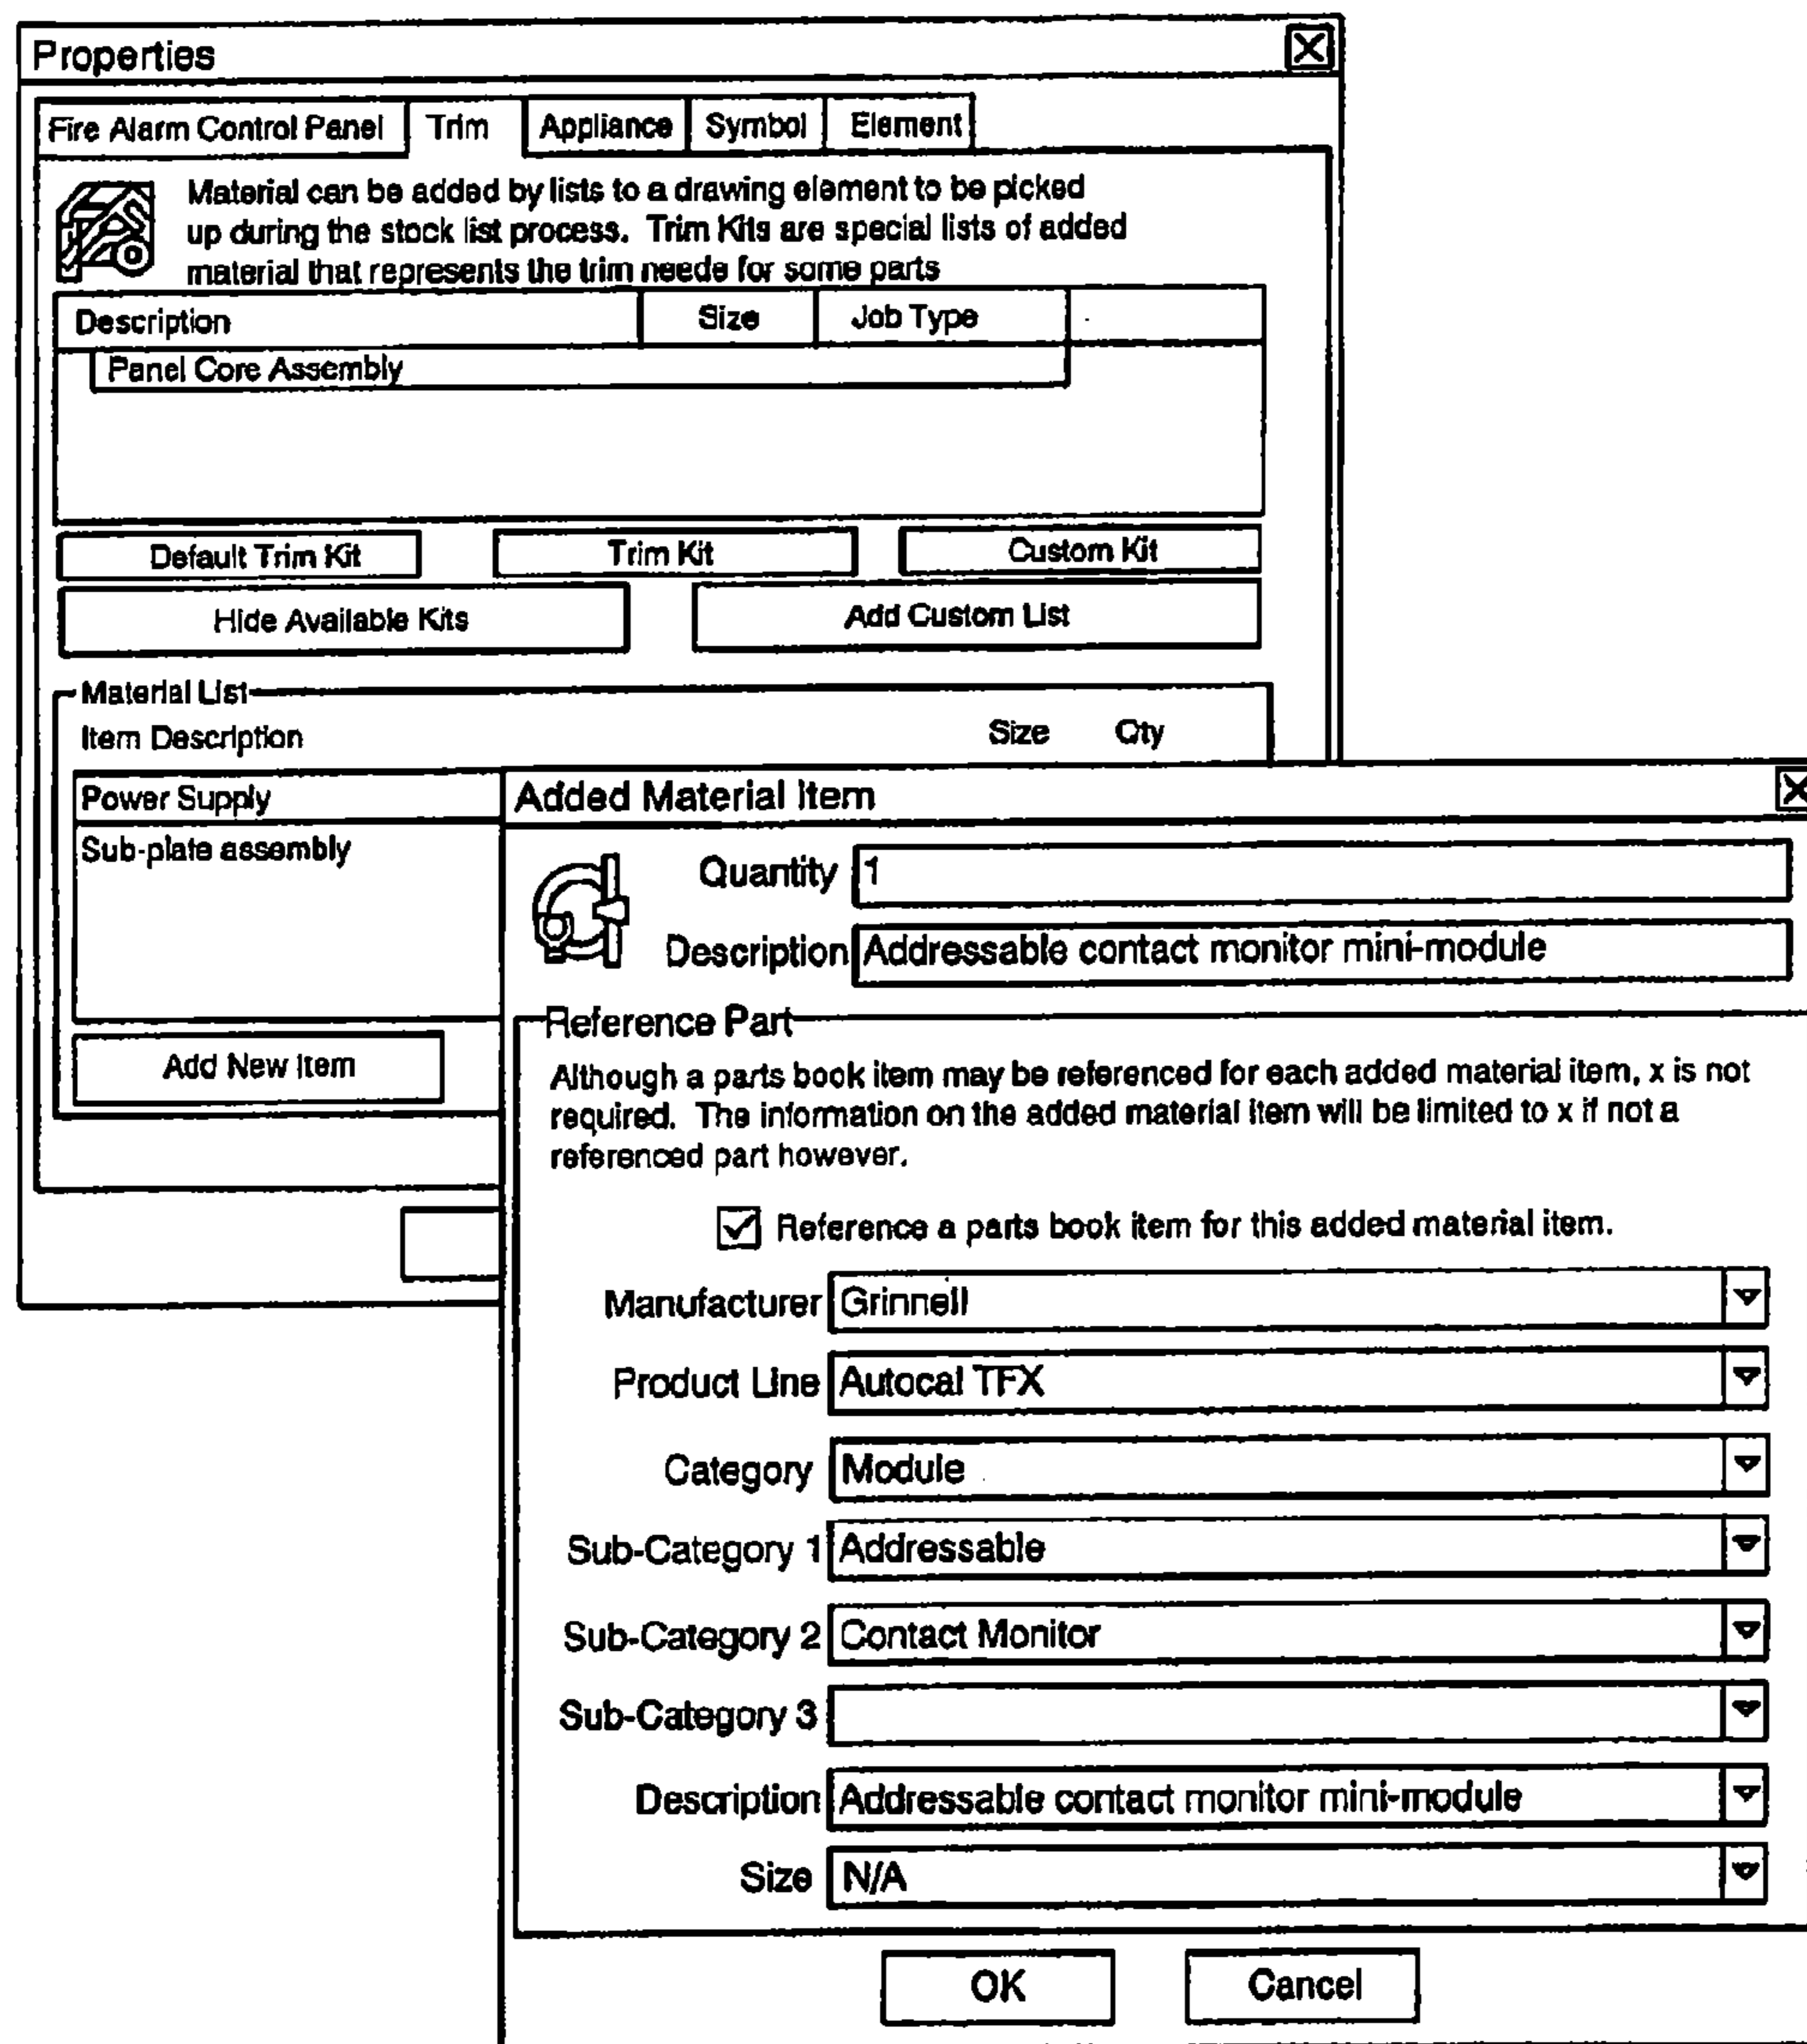 Properties
Fire Alarm Control Panel Trim Appliance Symbol Element
Material can be added by lists to a drawing element to be picked
up during the stock list process. Trim Kits are special lists of added
material that represents the trim neede for some parts
Description Size Job Type
Panel Core Assembly
Default Trim Kit Trim Kit Custom Kit
Hide Available Kits Add Custom List
Material List
Item Description Size Qty
Power Supply
Sub-plate assembly
Add New Item
Added Material Item
Quantity 1
Description Addressable contact monitor mini-module
Reference Part
Although a parts book item may be referenced for each added material item, x is not
required. The information on the added material item will be limited to x if not a
referenced part however.
Reference a parts book item for this added material item.
Manufacturer Grinnell
Product Line Autocal TFX
Category Module
Sub-Category 1 Addressable
Sub-Category 2 Contact Monitor
Sub-Category 3
Description Addressable contact monitor mini-module
Size N/A
OK Cancel